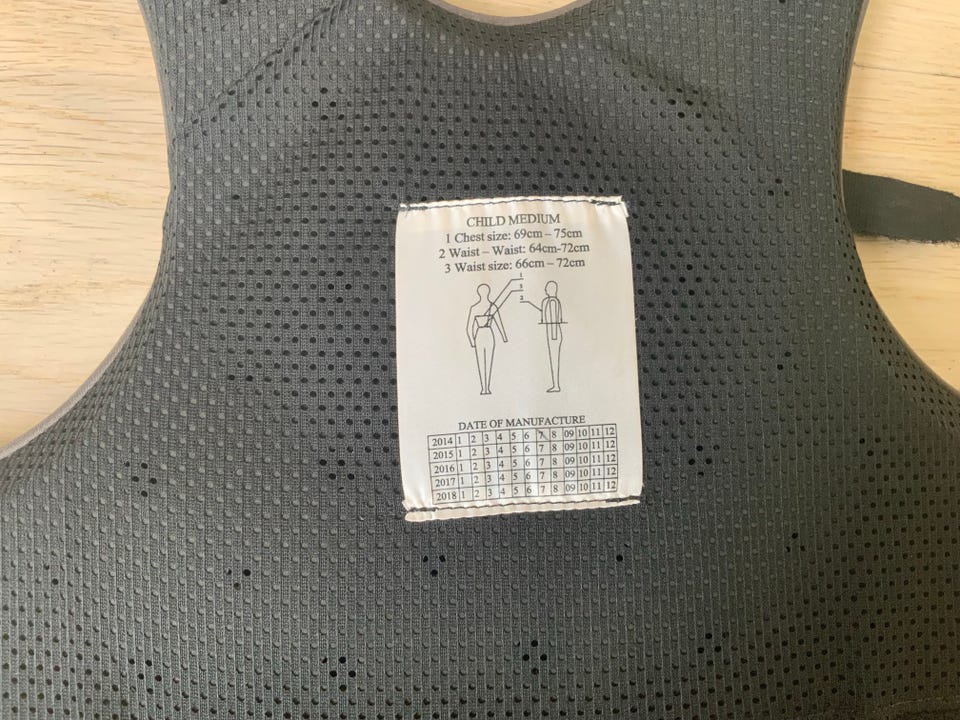 CHILD MEDIUM
1 Chest size: 69cm – 75cm
2 Waist – Waist: 64cm-72cm
3 Waist size: 66cm – 72cm
1
3
2
DATE OF MANUFACTURE
2014 1 2 3 4 5 6 7 8 09 10 11 12
2015 1 2 3 4 5 6 7 8 09 10 11 12
2016 1 2 3 4 5 6 7 8 09 10 11 12
2017 1 2 3 4 5 6 7 8 09 10 11 12
2018 1 2 3 4 5 6 7 8 09 10 11 12